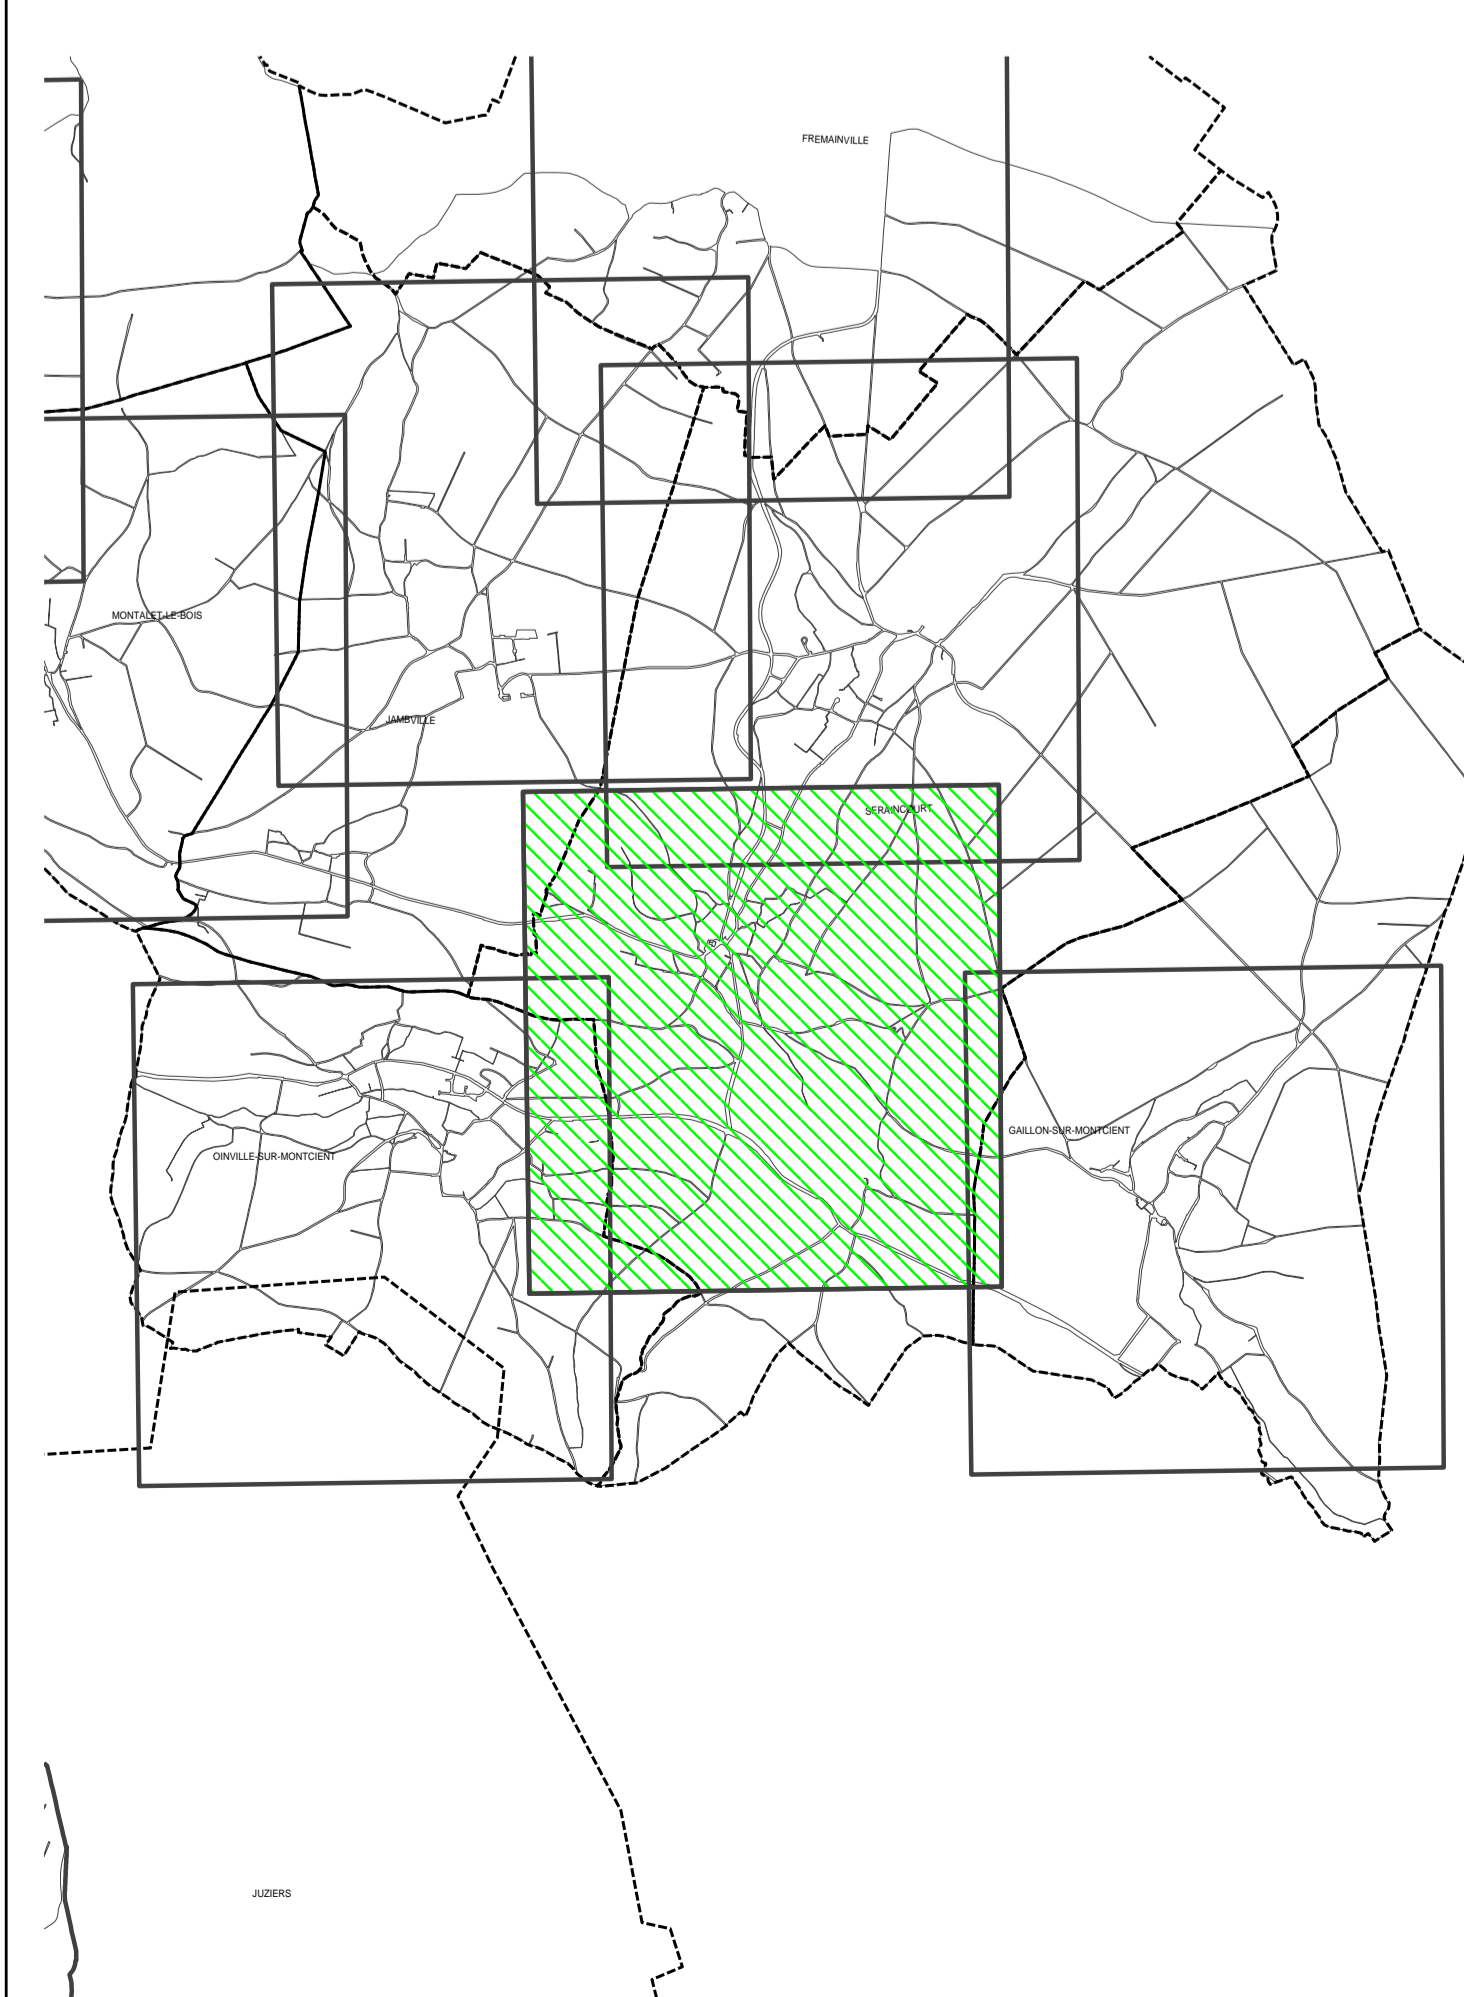 FREMAINVILLE
MONTALET-LE-BOIS
JAMBVILLE
SERAINCOURT
GAILLON-SUR-MONTCIENT
OINVILLE-SUR-MONTCIENT
JUZIERS